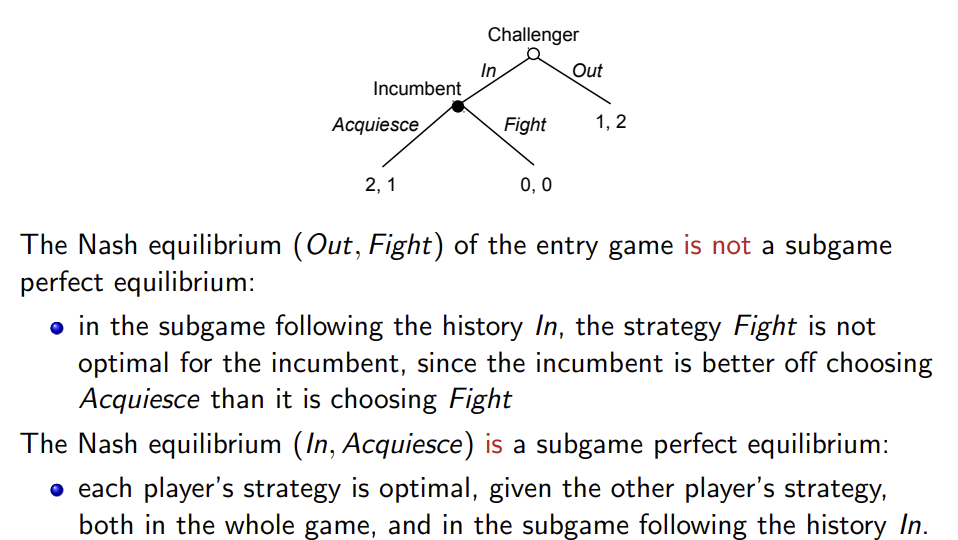 Challenger
In
Out
Incumbent
Acquiesce
Fight
1, 2
2, 1
0, 0
The Nash equilibrium (Out, Fight) of the entry game is not a subgame
perfect equilibrium:
in the subgame following the history In, the strategy Fight is not
optimal for the incumbent, since the incumbent is better off choosing
Acquiesce than it is choosing Fight
The Nash equilibrium (In, Acquiesce) is a subgame perfect equilibrium:
each player's strategy is optimal, given the other player's strategy,
both in the whole game, and in the subgame following the history In.